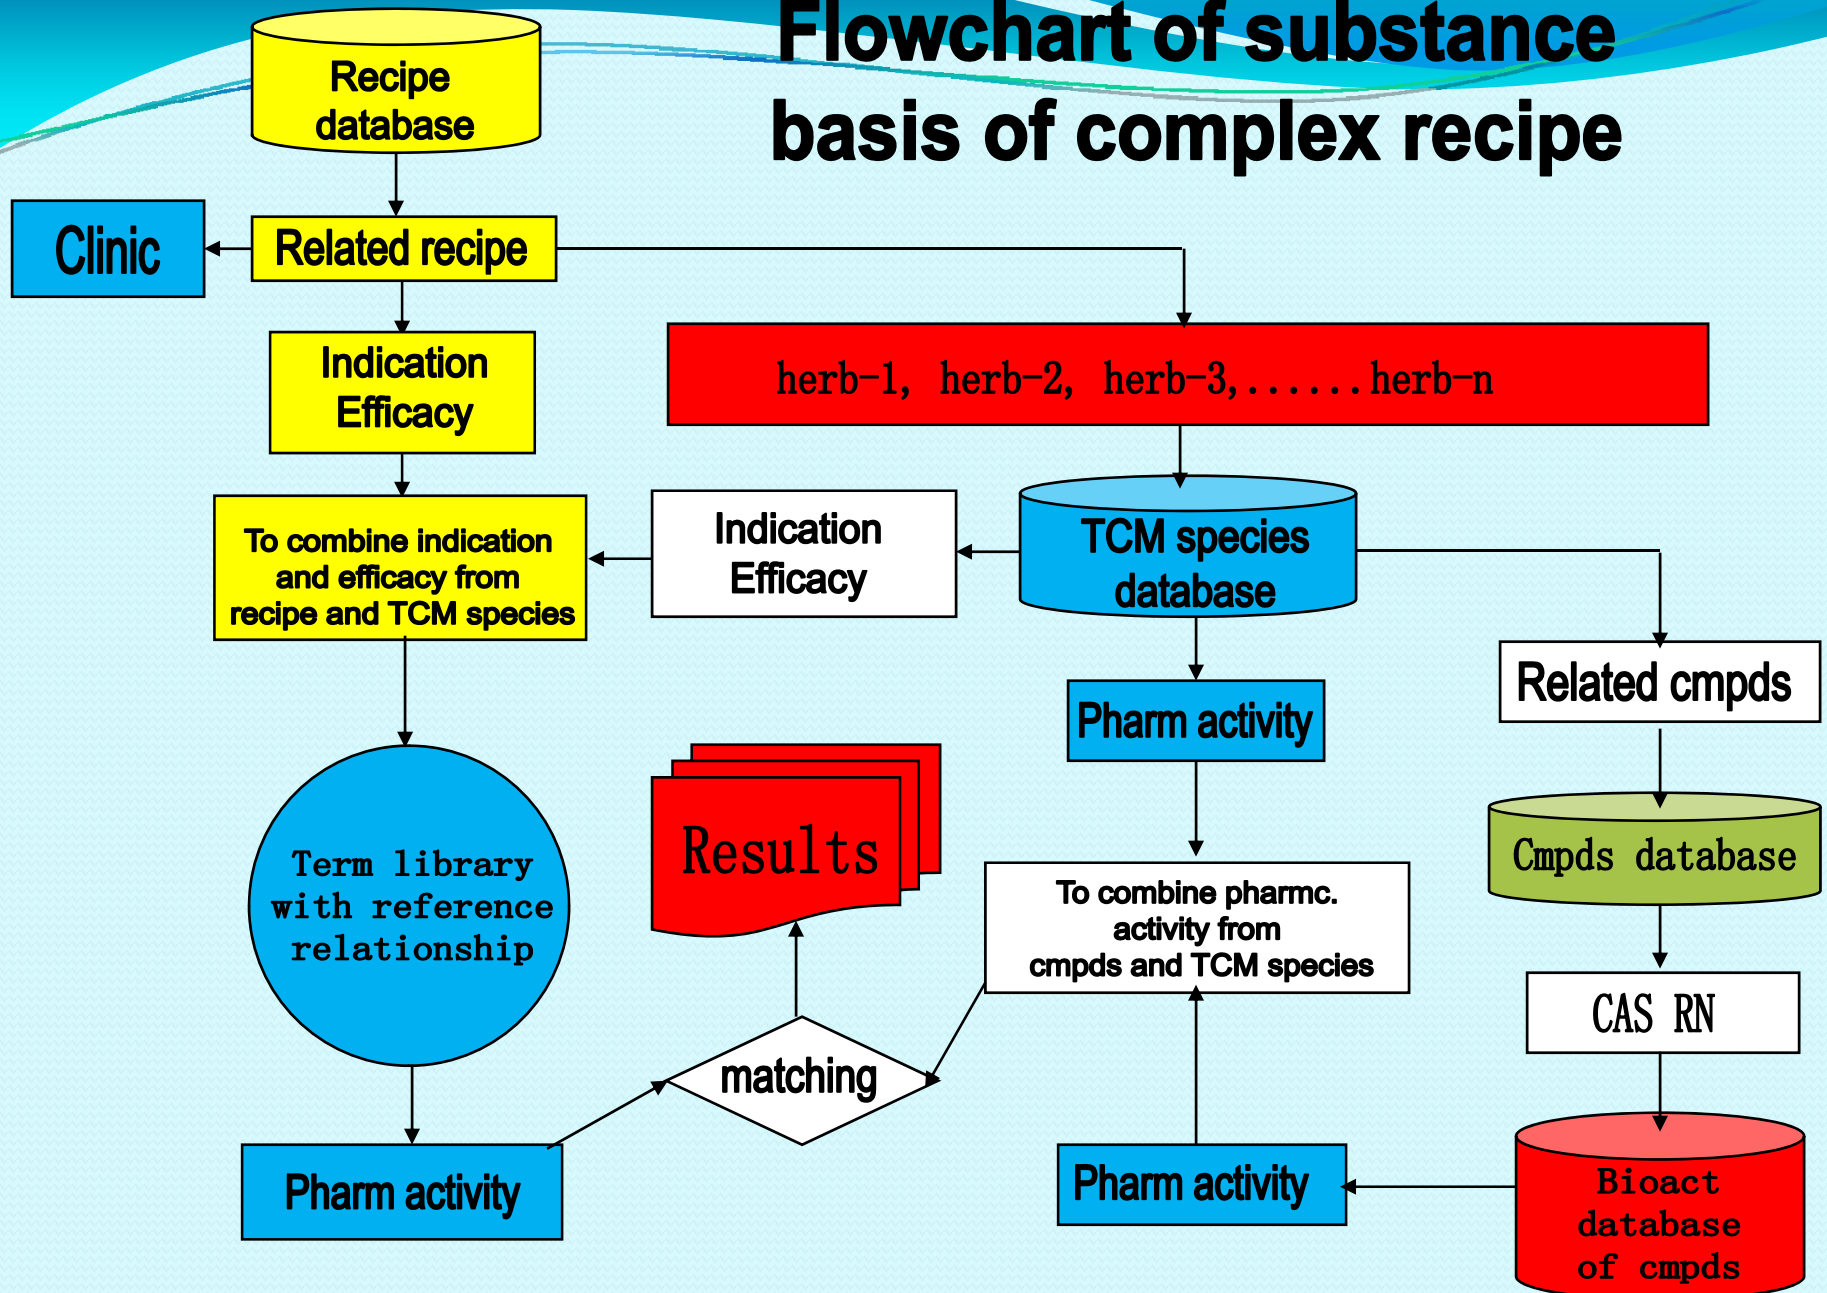 Flowchart of substance
basis of complex recipe
Recipe
database
Clinic
Related recipe
Indication
Efficacy
herb-1, herb-2, herb-3,......herb-n
To combine indication
and efficacy from
recipe and TCM species
Indication
Efficacy
TCM species
database
Related cmpds
Pharm activity
Results
Cmpds database
Term library
with reference
relationship
To combine pharmc.
activity from
cmpds and TCM species
CAS RN
matching
Pharm activity
Pharm activity
Bioact
database
of cmpds